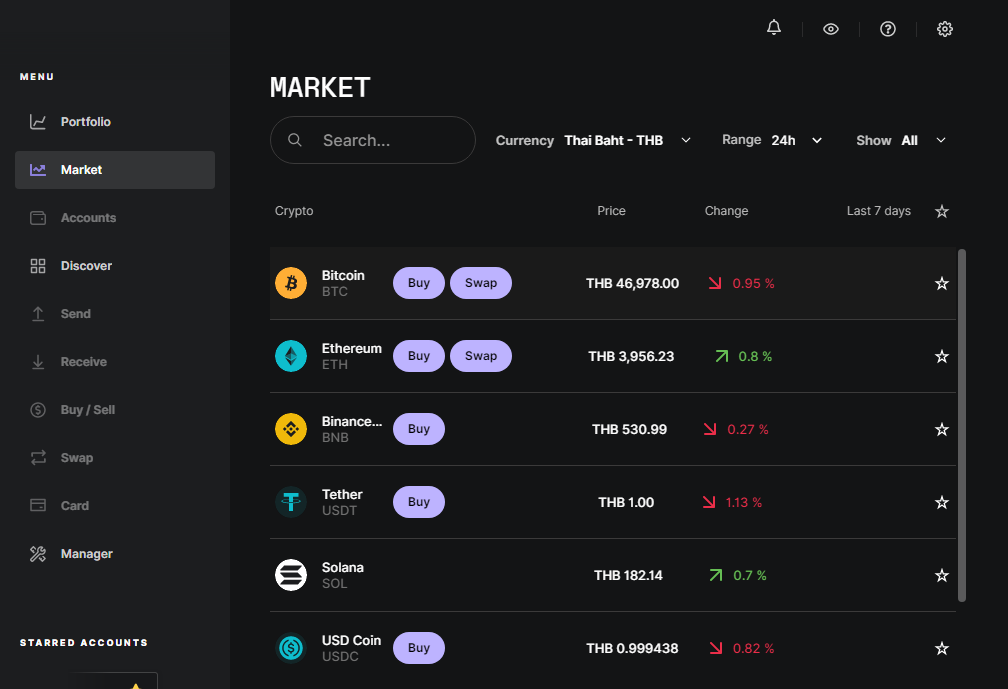 MENU
Portfolio
Market
Accounts
Discover
Send
Receive
Buy / Sell
Swap
Card
Manager
STARRED ACCOUNTS
MARKET
Search...
Currency Thai Baht - THB
Range 24h
Show All
Crypto Price Change Last 7 days
Bitcoin
BTC
Buy Swap THB 46,978.00 0.95 %
Ethereum
ETH
Buy Swap THB 3,956.23 0.8 %
Binance...
BNB
Buy THB 530.99 0.27 %
Tether
USDT
Buy THB 1.00 1.13 %
Solana
SOL
THB 182.14 0.7 %
USD Coin
USDC
Buy THB 0.999438 0.82 %